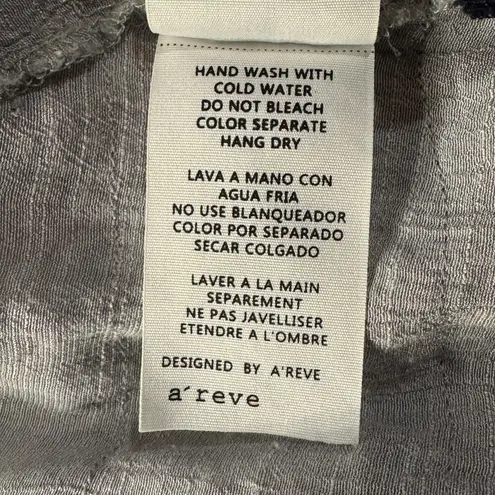 HAND WASH WITH
COLD WATER
DO NOT BLEACH
COLOR SEPARATE
HANG DRY
LAVA A MANO CON
AGUA FRIA
NO USE BLANQUEADOR
COLOR POR SEPARADO
SECAR COLGADO
LAVER A LA MAIN
SEPAREMENT
NE PAS JAVELLISER
ETENDRE A L'OMBRE
DESIGNED BY A'REVE
a´reve